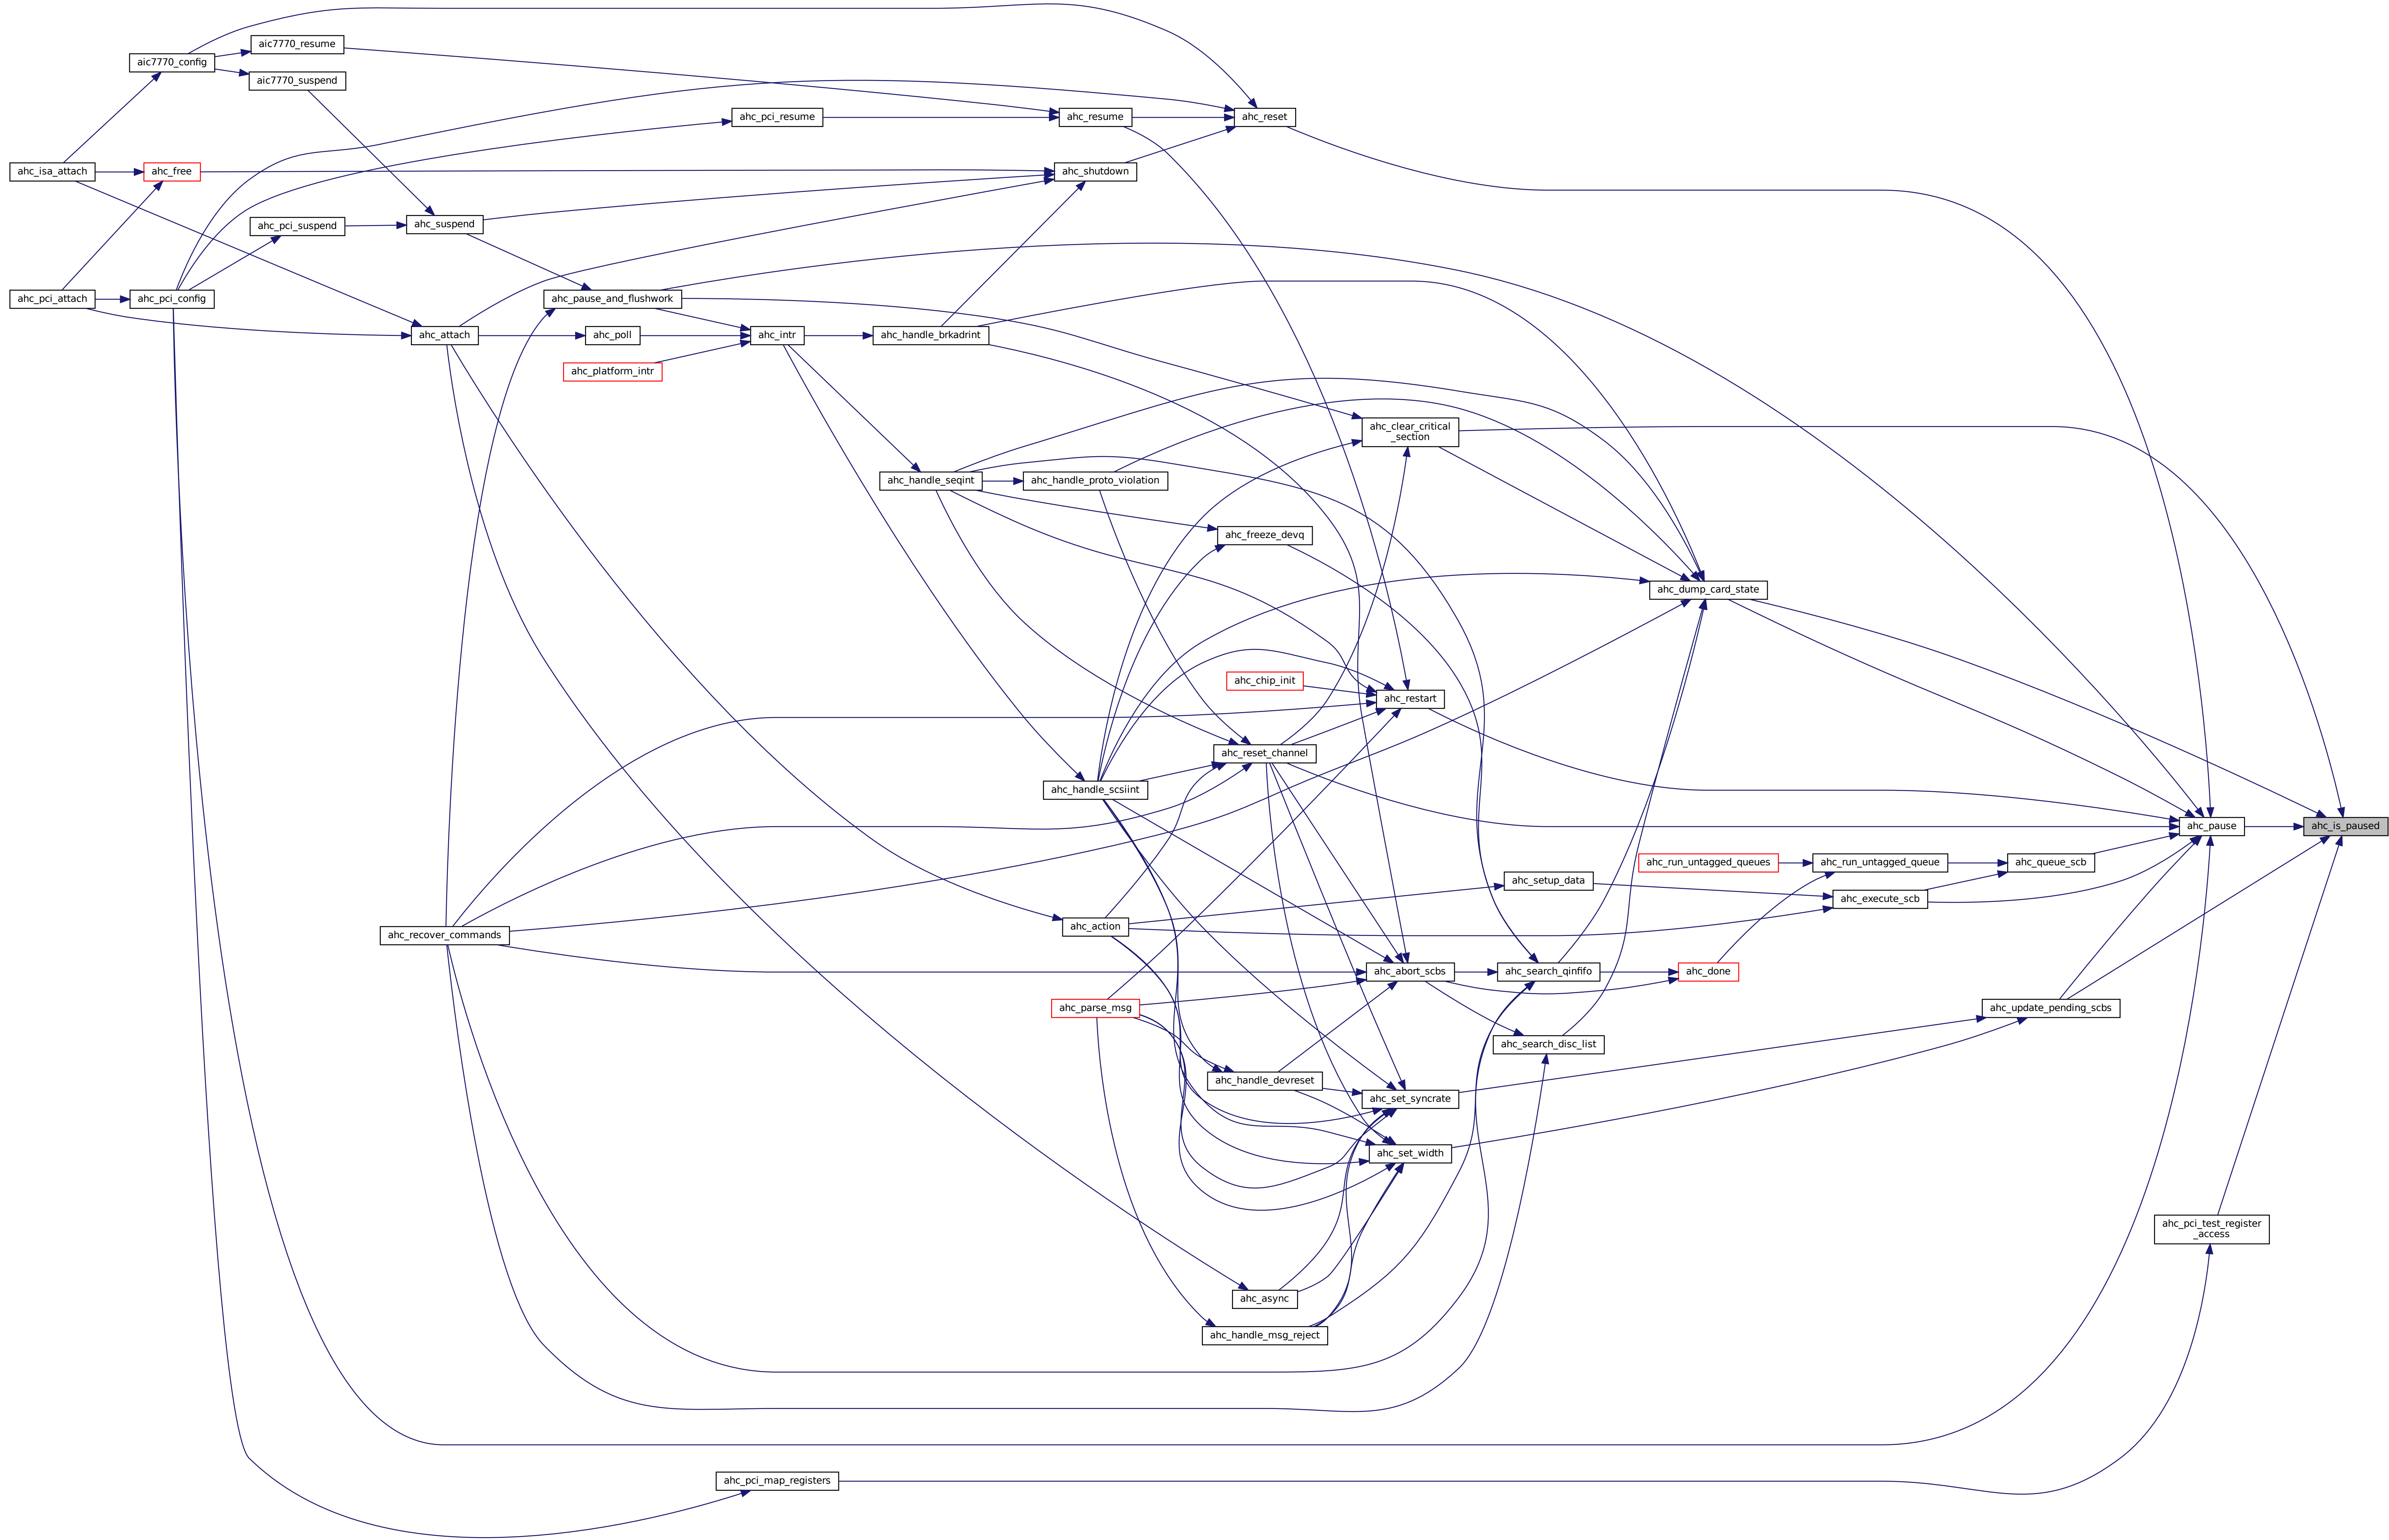 aic7770_resume
aic7770_config
aic7770_suspend
ahc_pci_resume
ahc_resume
ahc_reset
ahc_isa_attach
ahc_free
ahc_shutdown
ahc_pci_suspend
ahc_suspend
ahc_pci_attach
ahc_pci_config
ahc_pause_and_flushwork
ahc_attach
ahc_poll
ahc_intr
ahc_handle_brkadrint
ahc_platform_intr
ahc_clear_critical
_section
ahc_handle_seqint
ahc_handle_proto_violation
ahc_freeze_devq
ahc_dump_card_state
ahc_chip_init
ahc_restart
ahc_reset_channel
ahc_handle_scsiint
ahc_pause
ahc_is_paused
ahc_run_untagged_queues
ahc_run_untagged_queue
ahc_queue_scb
ahc_setup_data
ahc_execute_scb
ahc_recover_commands
ahc_action
ahc_abort_scbs
ahc_search_qinfifo
ahc_done
ahc_parse_msg
ahc_update_pending_scbs
ahc_search_disc_list
ahc_handle_devreset
ahc_set_syncrate
ahc_set_width
ahc_pci_test_register
_access
ahc_async
ahc_handle_msg_reject
ahc_pci_map_registers